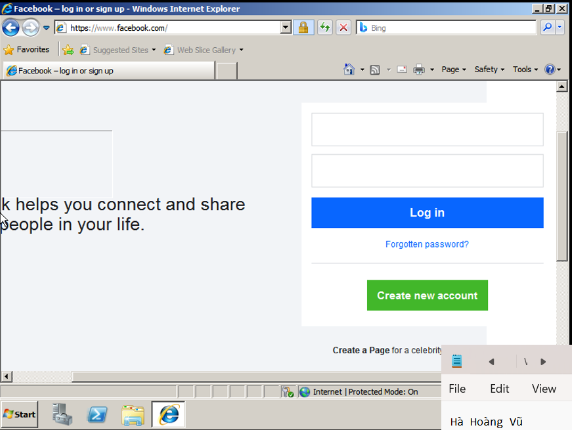 Facebook – log in or sign up - Windows Internet Explorer
https://www.facebook.com/
Bing
Favorites Suggested Sites Web Slice Gallery
Facebook – log in or sign up
Page Safety Tools
k helps you connect and share
people in your life.
Log in
Forgotten password?
Create new account
Create a Page for a celebrity
Internet | Protected Mode: On
Start
\
File Edit View
Hà Hoàng Vũ